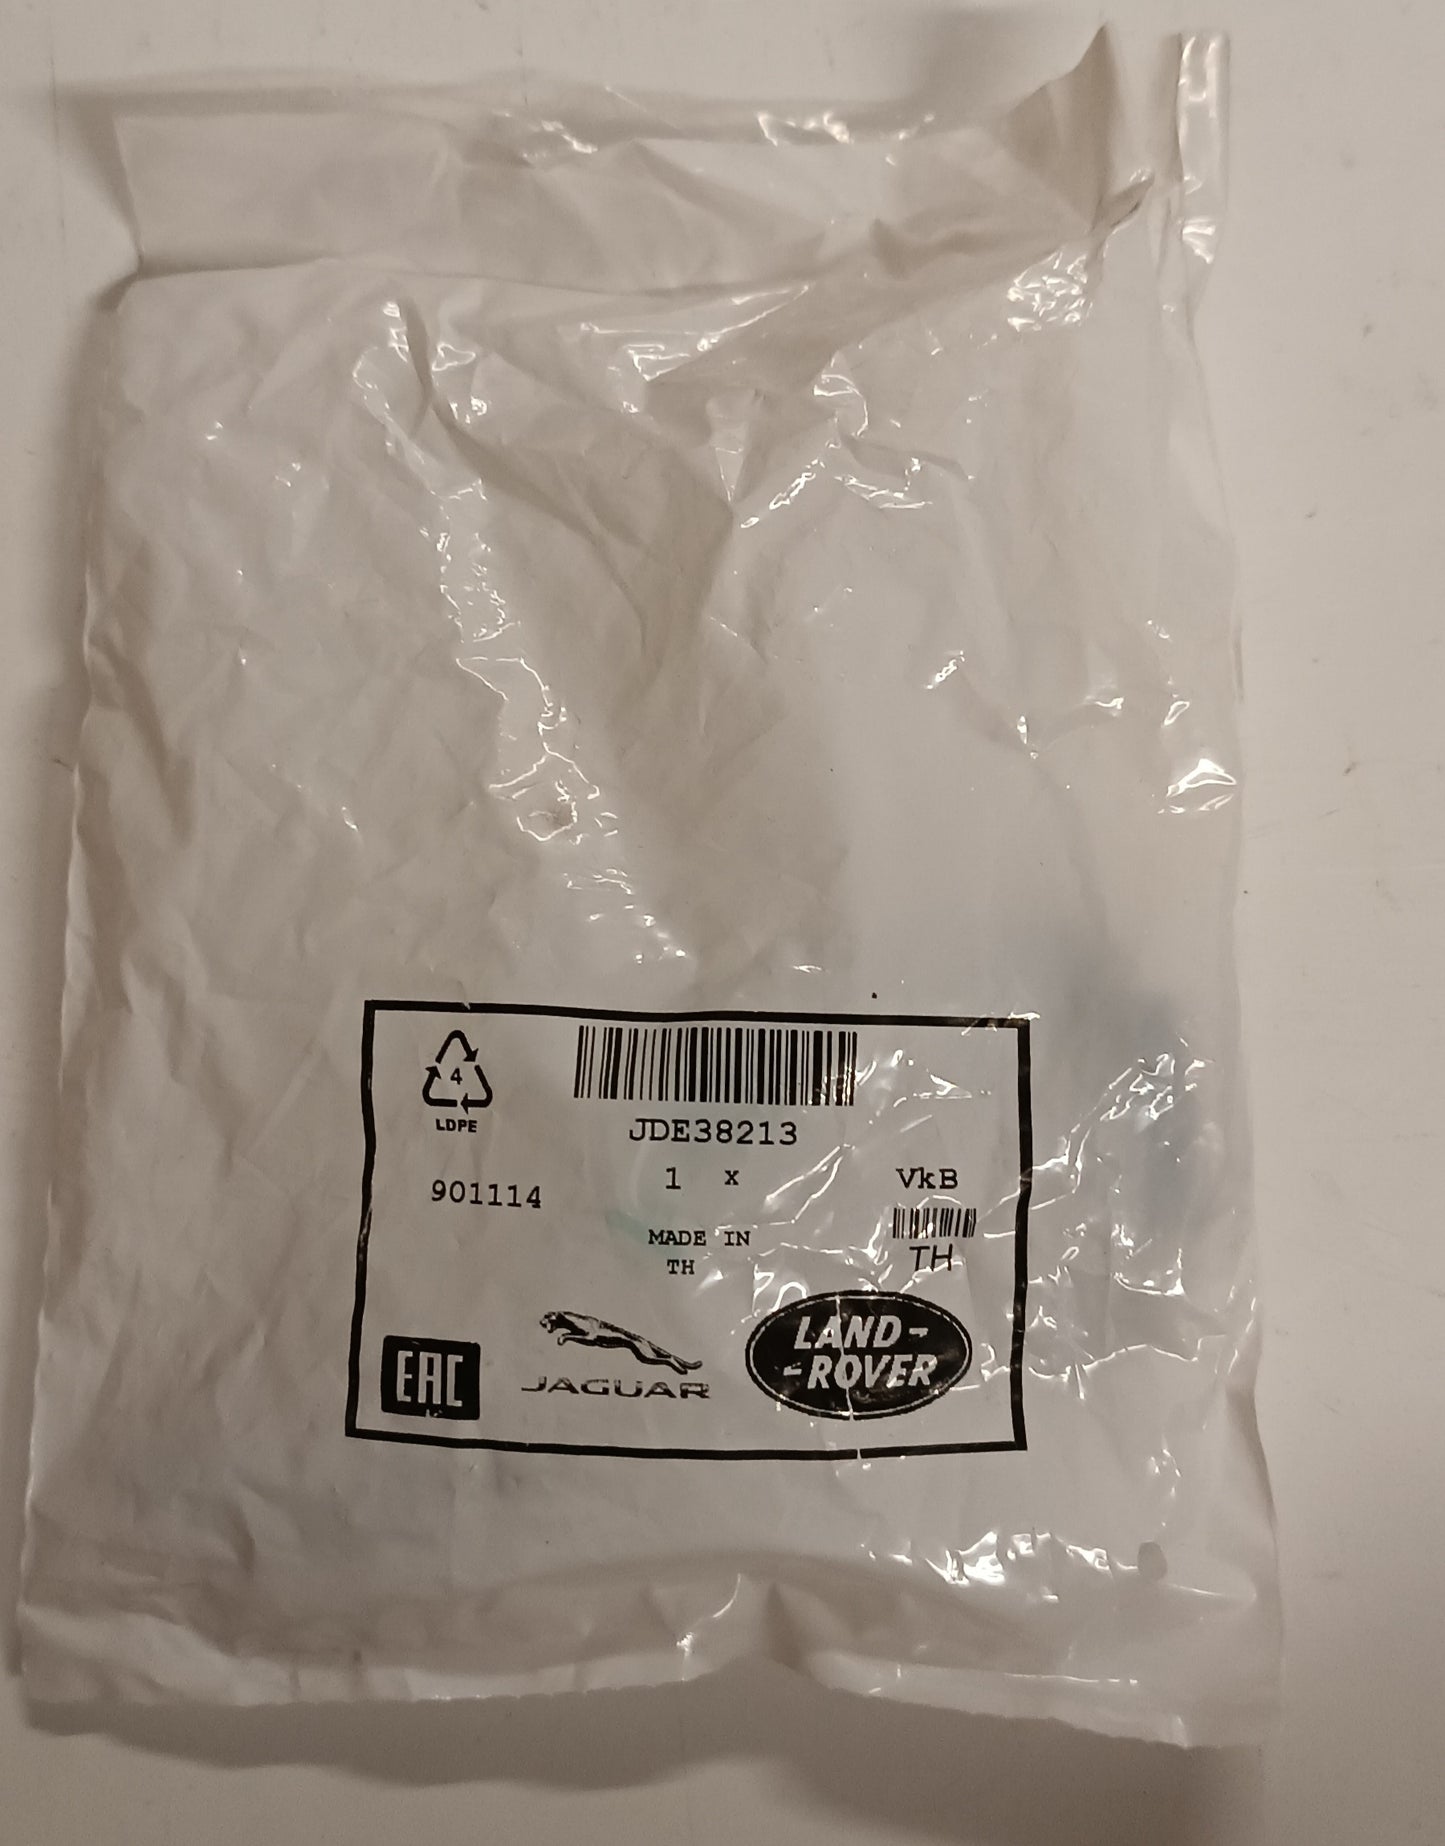 4
LDPE
JDE38213
1 x
VkB
901114
MADE IN
TH
TH
EAC
JAGUAR
LAND-
-ROVER